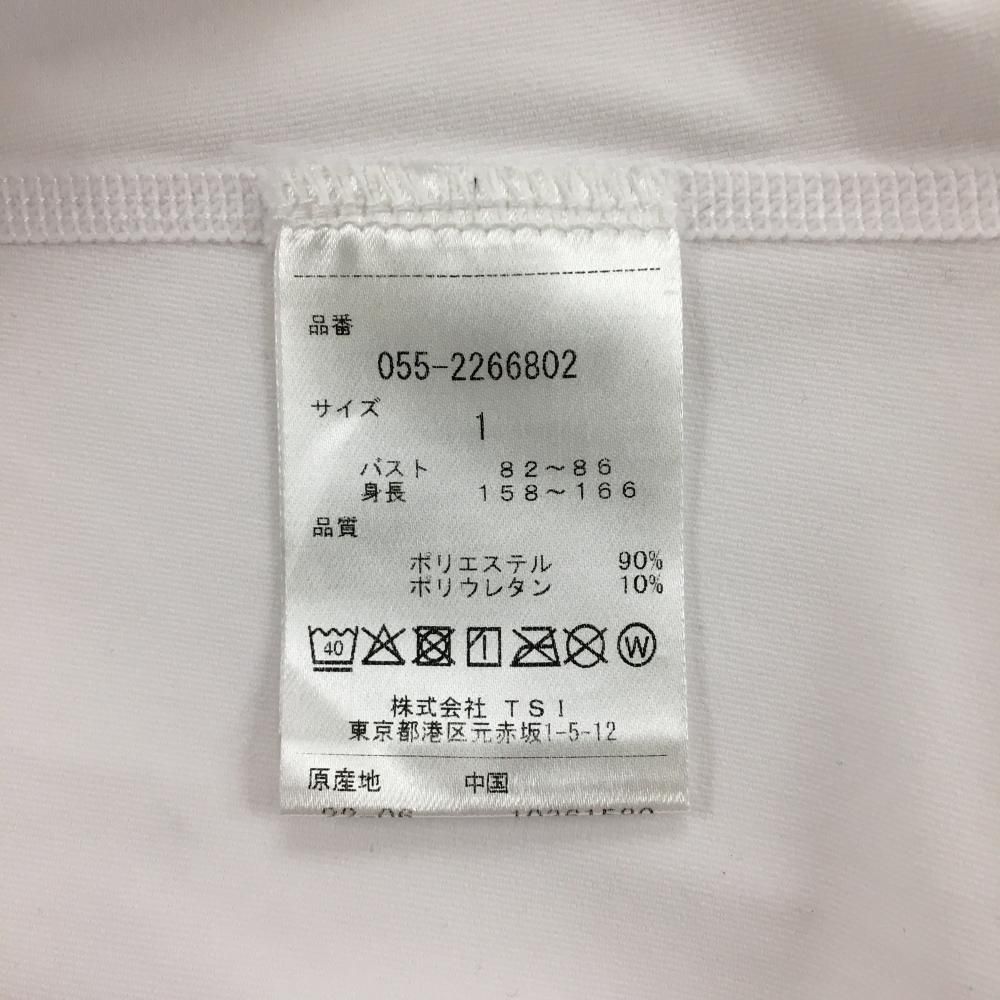 品番
055-2266802
サイズ
1
バスト 82~86
身長 158~166
品質
ポリエステル 90%
ポリウレタン 10%
40
W
株式会社 TSI
東京都港区元赤坂1-5-12
原産地 中国